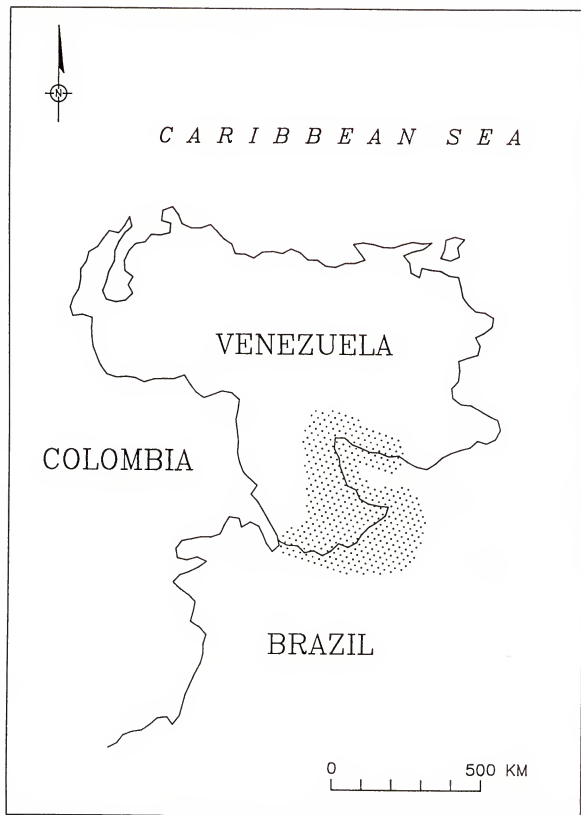 N
CARIBBEAN SEA
VENEZUELA
COLOMBIA
BRAZIL
0 500 KM